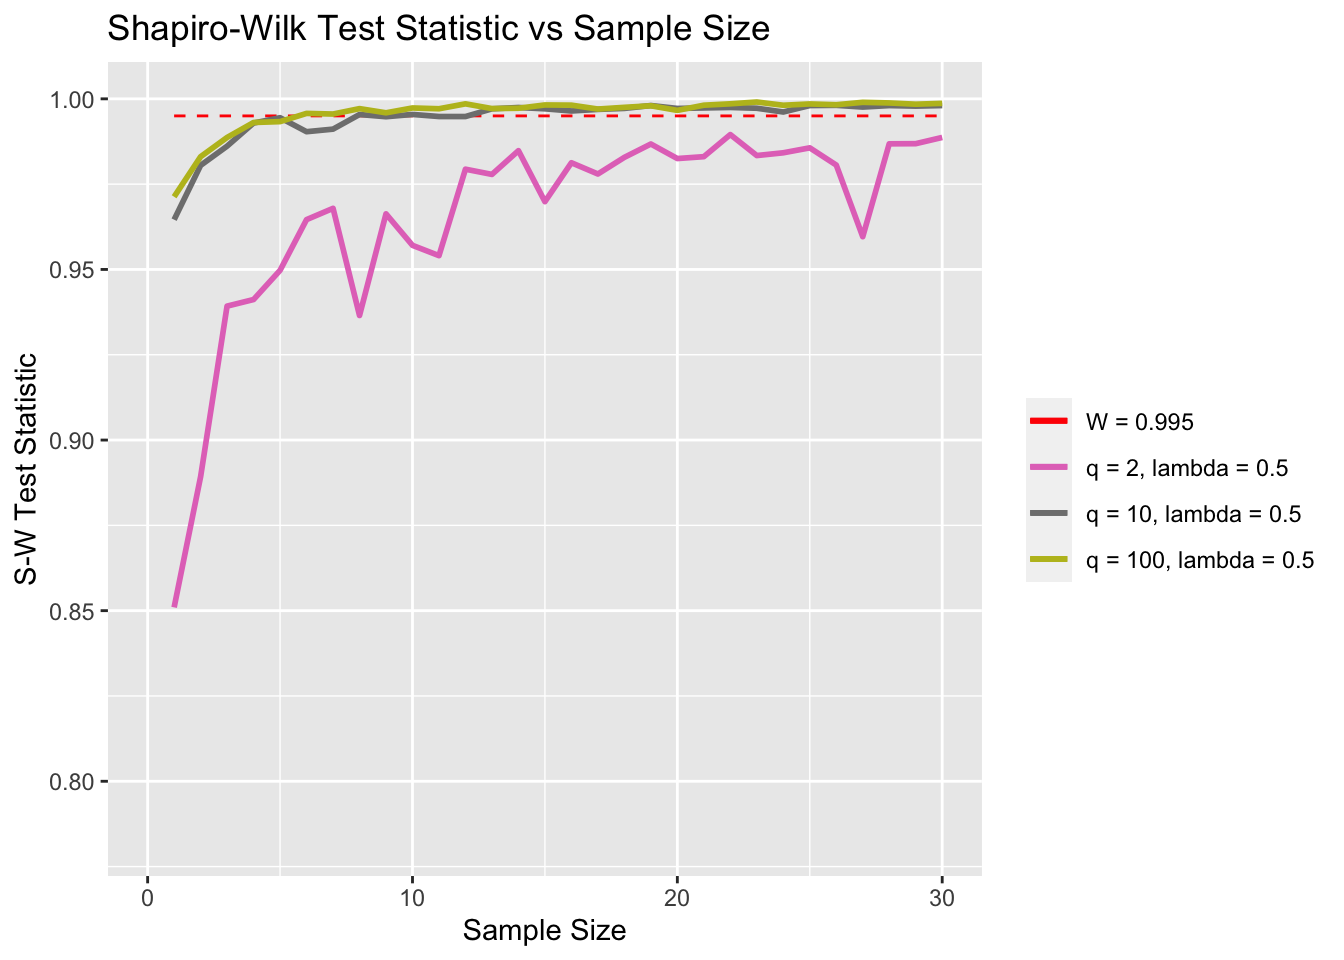 Shapiro-Wilk Test Statistic vs Sample Size
S-W Test Statistic
1.00
0.95
0.90
0.85
0.80
0
10
20
30
Sample Size
W = 0.995
q = 2, lambda = 0.5
q = 10, lambda = 0.5
q = 100, lambda = 0.5